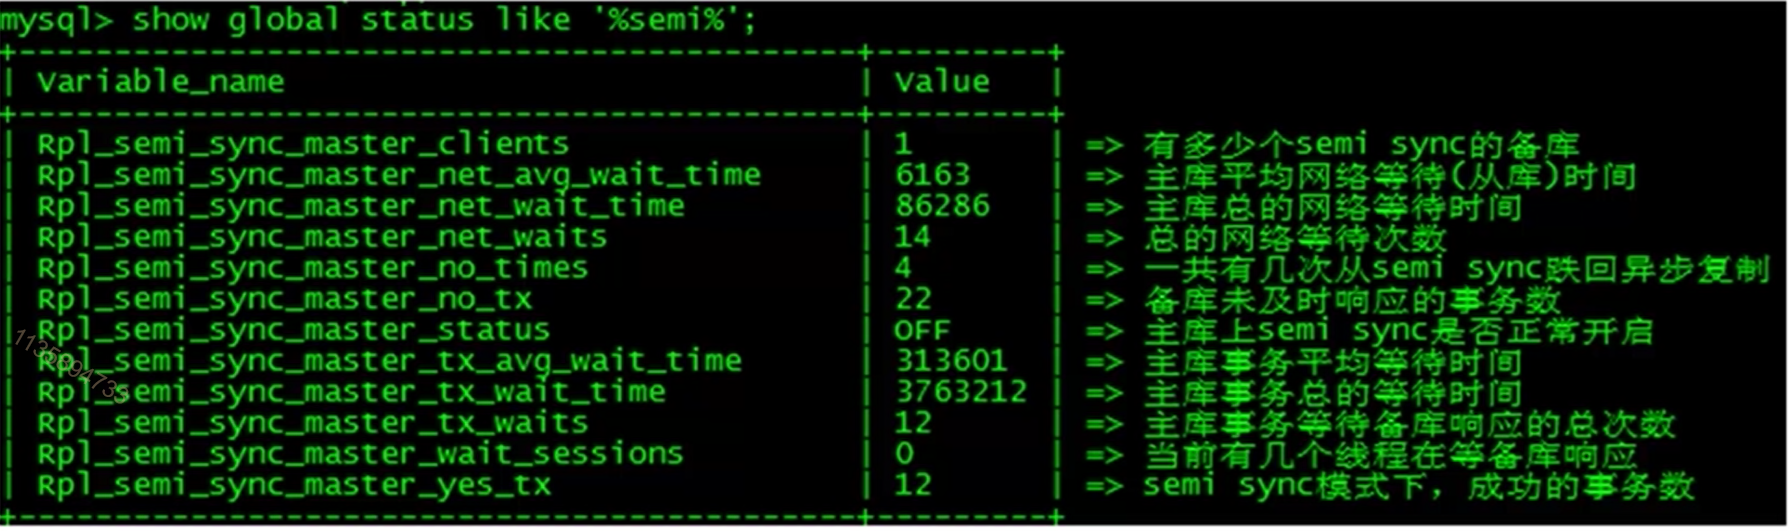 mysql> show global status like '%semi%';
+--------------------------------------------+---------+
| Variable_name | Value |
+--------------------------------------------+---------+
| Rpl_semi_sync_master_clients | 1 | => 有多少个semi sync的备库
| Rpl_semi_sync_master_net_avg_wait_time | 6163 | => 主库平均网络等待(从库)时间
| Rpl_semi_sync_master_net_wait_time | 86286 | => 主库总的网络等待时间
| Rpl_semi_sync_master_net_waits | 14 | => 总的网络等待次数
| Rpl_semi_sync_master_no_times | 4 | => 一共有几次从semi sync跌回异步复制
| Rpl_semi_sync_master_no_tx | 22 | => 备库未及时响应的事务数
| Rpl_semi_sync_master_status | OFF | => 主库上semi sync是否正常开启
| Rpl_semi_sync_master_tx_avg_wait_time | 313601 | => 主库事务平均等待时间
| Rpl_semi_sync_master_tx_wait_time | 3763212 | => 主库事务总的等待时间
| Rpl_semi_sync_master_tx_waits | 12 | => 主库事务等待备库响应的总次数
| Rpl_semi_sync_master_wait_sessions | 0 | => 当前有几个线程在等备库响应
| Rpl_semi_sync_master_yes_tx | 12 | => semi sync模式下，成功的事务数
+--------------------------------------------+---------+